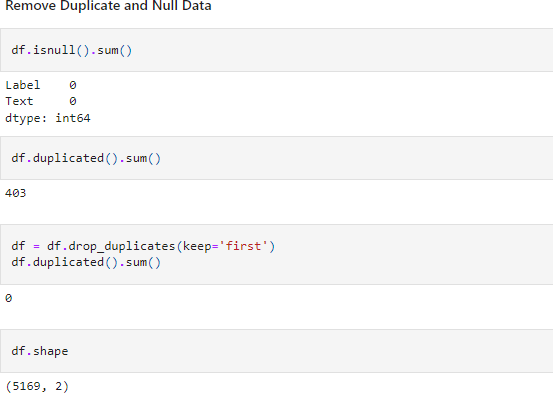 Remove Duplicate and Null Data
df.isnull().sum()
Label    0
Text     0
dtype: int64
df.duplicated().sum()
403
df = df.drop_duplicates(keep='first')
df.duplicated().sum()
0
df.shape
(5169, 2)